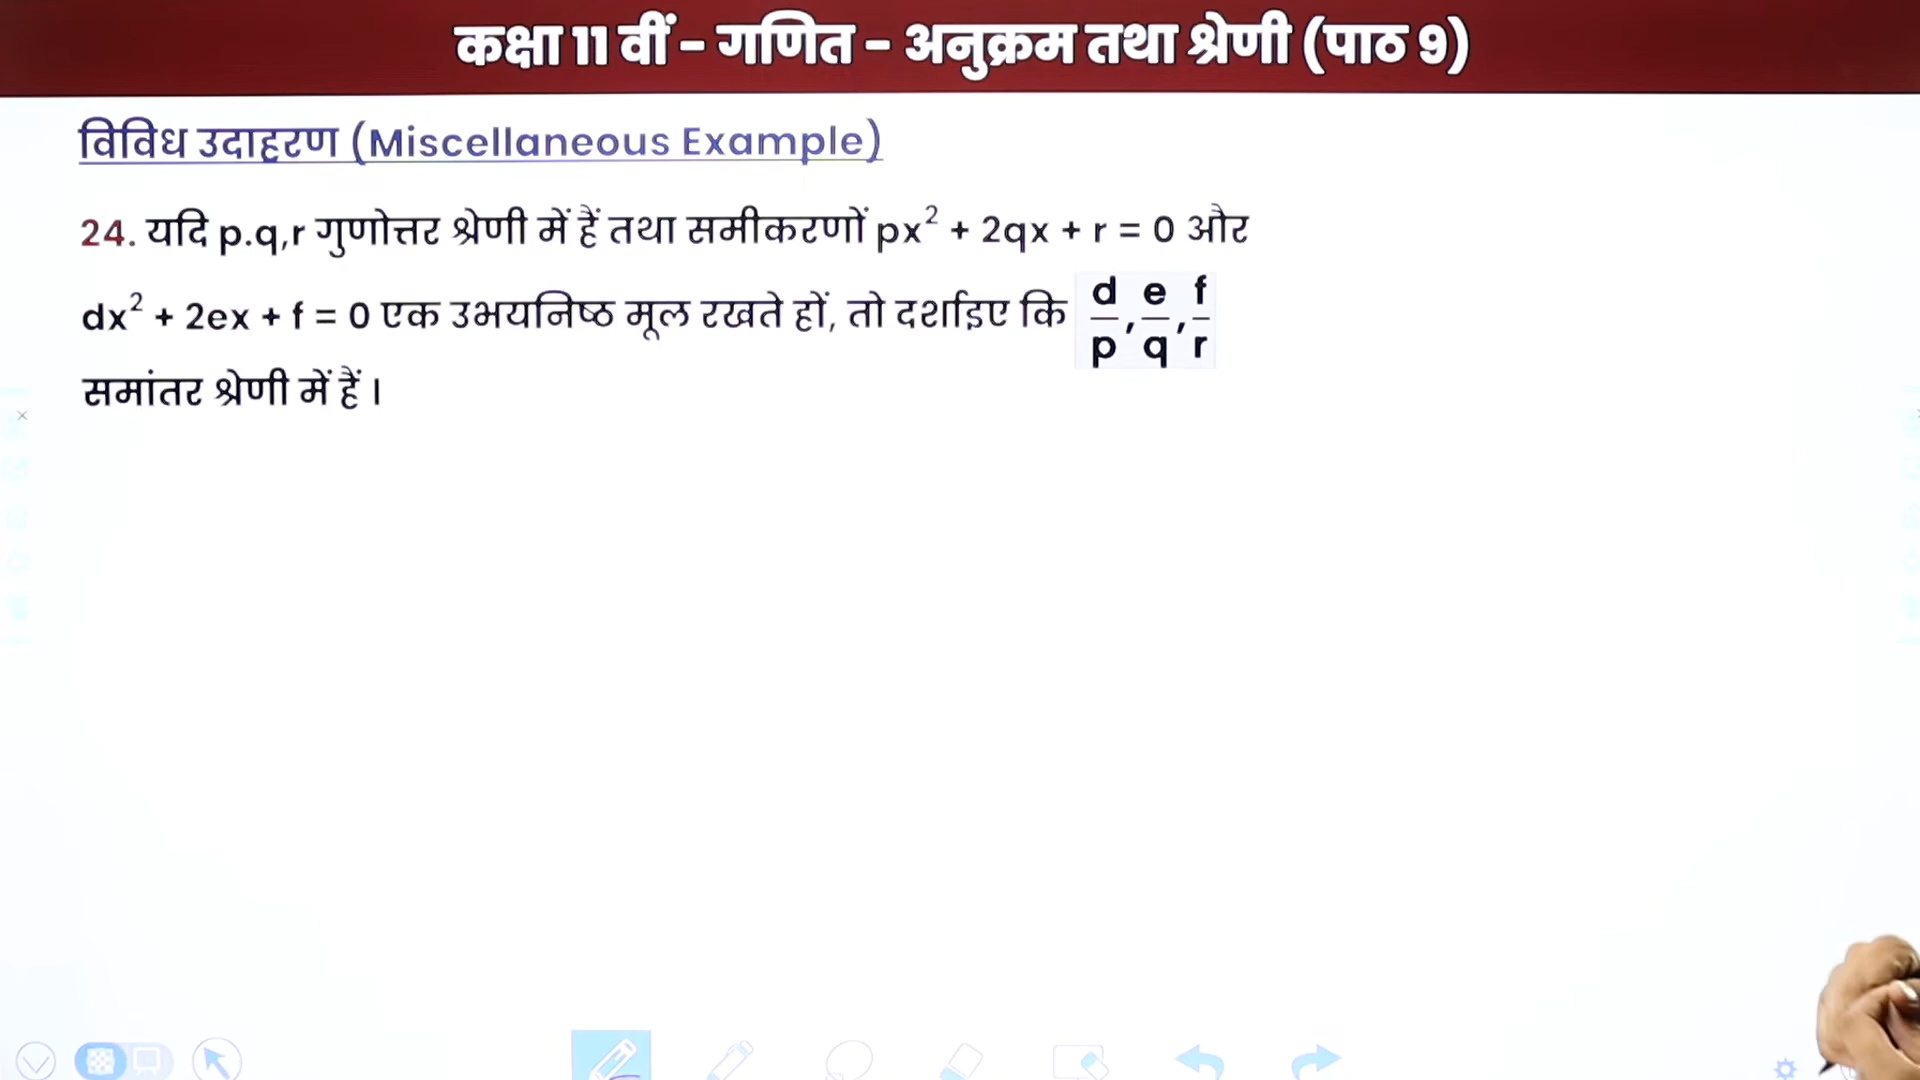 कक्षा 11 वीं – गणित – अनुक्रम तथा श्रेणी (पाठ 9)
विविध उदाहरण (Miscellaneous Example)
24. यदि p.q,r गुणोत्तर श्रेणी में हैं तथा समीकरणों px² + 2qx + r = 0 और
dx² + 2ex + f = 0 एक उभयनिष्ठ मूल रखते हों, तो दर्शाइए कि d/p, e/q, f/r
समांतर श्रेणी में हैं ।